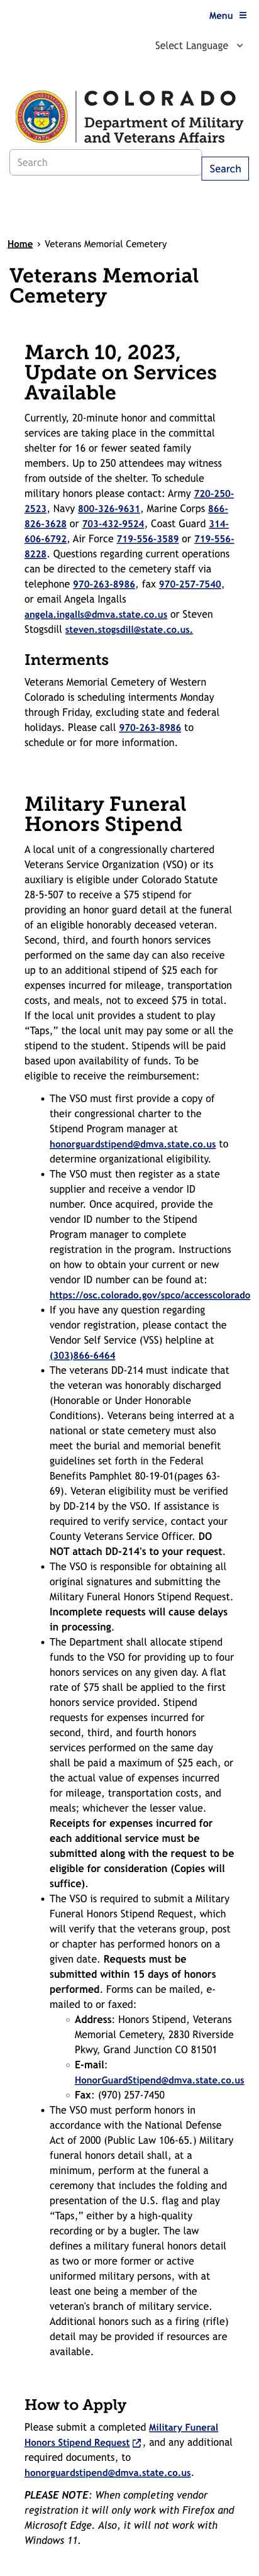 Menu ≡
Select Language
COLORADO
Department of Military
and Veterans Affairs
Search
Search
Home › Veterans Memorial Cemetery
Veterans Memorial
Cemetery
March 10, 2023,
Update on Services
Available
Currently, 20-minute honor and committal
services are taking place in the committal
shelter for 16 or fewer seated family
members. Up to 250 attendees may witness
from outside of the shelter. To schedule
military honors please contact: Army 720-250-
2523, Navy 800-326-9631, Marine Corps 866-
826-3628 or 703-432-9524, Coast Guard 314-
606-6792, Air Force 719-556-3589 or 719-556-
8228. Questions regarding current operations
can be directed to the cemetery staff via
telephone 970-263-8986, fax 970-257-7540,
or email Angela Ingalls
angela.ingalls@dmva.state.co.us or Steven
Stogsdill steven.stogsdill@state.co.us.
Interments
Veterans Memorial Cemetery of Western
Colorado is scheduling interments Monday
through Friday, excluding state and federal
holidays. Please call 970-263-8986 to
schedule or for more information.
Military Funeral
Honors Stipend
A local unit of a congressionally chartered
Veterans Service Organization (VSO) or its
auxiliary is eligible under Colorado Statute
28-5-507 to receive a $75 stipend for
providing an honor guard detail at the funeral
of an eligible honorably deceased veteran.
Second, third, and fourth honors services
performed on the same day can also receive
up to an additional stipend of $25 each for
expenses incurred for mileage, transportation
costs, and meals, not to exceed $75 in total.
If the local unit provides a student to play
“Taps,” the local unit may pay some or all the
stipend to the student. Stipends will be paid
based upon availability of funds. To be
eligible to receive the reimbursement:
• The VSO must first provide a copy of
their congressional charter to the
Stipend Program manager at
honorguardstipend@dmva.state.co.us to
determine organizational eligibility.
• The VSO must then register as a state
supplier and receive a vendor ID
number. Once acquired, provide the
vendor ID number to the Stipend
Program manager to complete
registration in the program. Instructions
on how to obtain your current or new
vendor ID number can be found at:
https://osc.colorado.gov/spco/accesscolorado
• If you have any question regarding
vendor registration, please contact the
Vendor Self Service (VSS) helpline at
(303)866-6464
• The veterans DD-214 must indicate that
the veteran was honorably discharged
(Honorable or Under Honorable
Conditions). Veterans being interred at a
national or state cemetery must also
meet the burial and memorial benefit
guidelines set forth in the Federal
Benefits Pamphlet 80-19-01(pages 63-
69). Veteran eligibility must be verified
by DD-214 by the VSO. If assistance is
required to verify service, contact your
County Veterans Service Officer. DO
NOT attach DD-214's to your request.
• The VSO is responsible for obtaining all
original signatures and submitting the
Military Funeral Honors Stipend Request.
Incomplete requests will cause delays
in processing.
• The Department shall allocate stipend
funds to the VSO for providing up to four
honors services on any given day. A flat
rate of $75 shall be applied to the first
honors service provided. Stipend
requests for expenses incurred for
second, third, and fourth honors
services performed on the same day
shall be paid a maximum of $25 each, or
the actual value of expenses incurred
for mileage, transportation costs, and
meals; whichever the lesser value.
Receipts for expenses incurred for
each additional service must be
submitted along with the request to be
eligible for consideration (Copies will
suffice).
• The VSO is required to submit a Military
Funeral Honors Stipend Request, which
will verify that the veterans group, post
or chapter has performed honors on a
given date. Requests must be
submitted within 15 days of honors
performed. Forms can be mailed, e-
mailed to or faxed:
◦ Address: Honors Stipend, Veterans
Memorial Cemetery, 2830 Riverside
Pkwy, Grand Junction CO 81501
◦ E-mail:
HonorGuardStipend@dmva.state.co.us
◦ Fax: (970) 257-7450
• The VSO must perform honors in
accordance with the National Defense
Act of 2000 (Public Law 106-65.) Military
funeral honors detail shall, at a
minimum, perform at the funeral a
ceremony that includes the folding and
presentation of the U.S. flag and play
“Taps,” either by a high-quality
recording or by a bugler. The law
defines a military funeral honors detail
as two or more former or active
uniformed military persons, with at
least one being a member of the
veteran's branch of military service.
Additional honors such as a firing (rifle)
detail may be provided if resources are
available.
How to Apply
Please submit a completed Military Funeral
Honors Stipend Request, and any additional
required documents, to
honorguardstipend@dmva.state.co.us.
PLEASE NOTE: When completing vendor
registration it will only work with Firefox and
Microsoft Edge. Also, it will not work with
Windows 11.